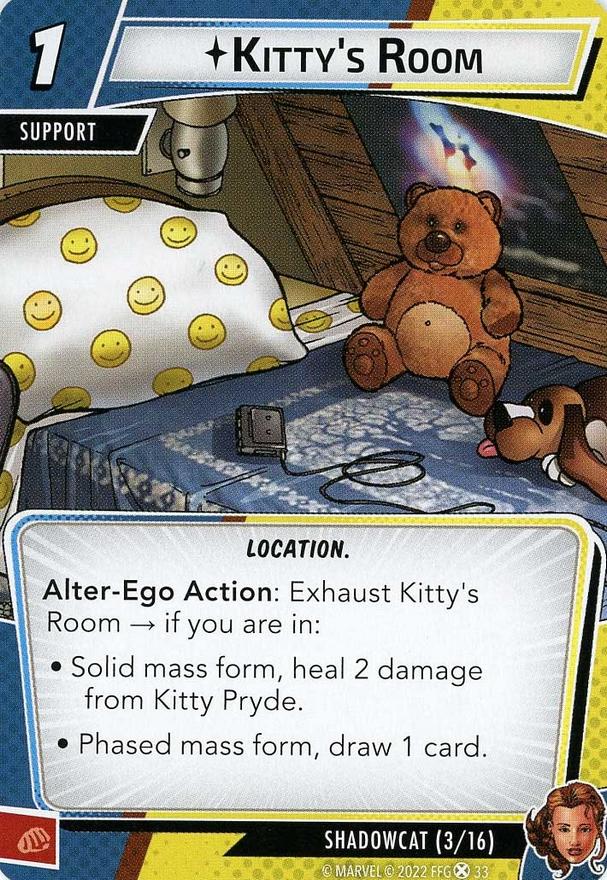 1
KITTY'S ROOM
SUPPORT
LOCATION.
Alter-Ego Action: Exhaust Kitty's
Room → if you are in:
• Solid mass form, heal 2 damage
from Kitty Pryde.
• Phased mass form, draw 1 card.
SHADOWCAT (3/16)
© MARVEL © 2022 FFG 33